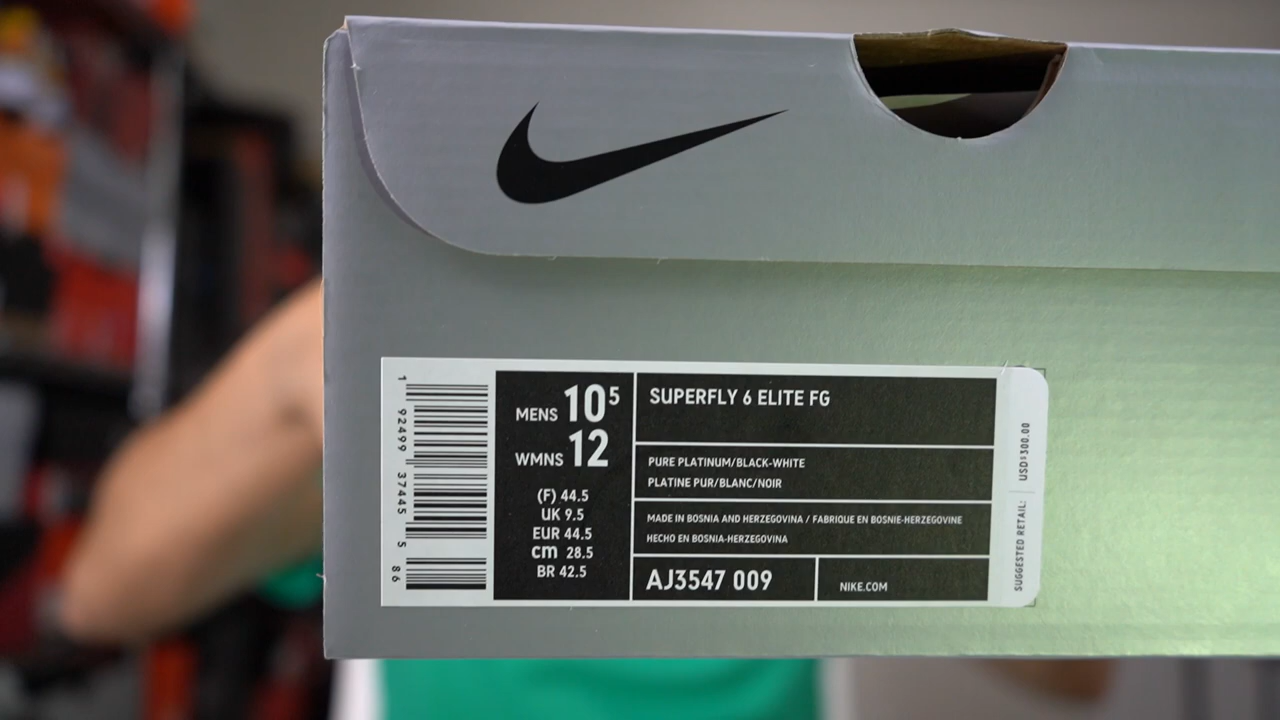 1 92499 37445 5 86
MENS 10⁵
WMNS 12
(F) 44.5
UK 9.5
EUR 44.5
cm 28.5
BR 42.5
SUPERFLY 6 ELITE FG
PURE PLATINUM/BLACK-WHITE
PLATINE PUR/BLANC/NOIR
MADE IN BOSNIA AND HERZEGOVINA / FABRIQUE EN BOSNIE-HERZEGOVINE
HECHO EN BOSNIA-HERZEGOVINA
AJ3547 009
NIKE.COM
SUGGESTED RETAIL: USD$300.00